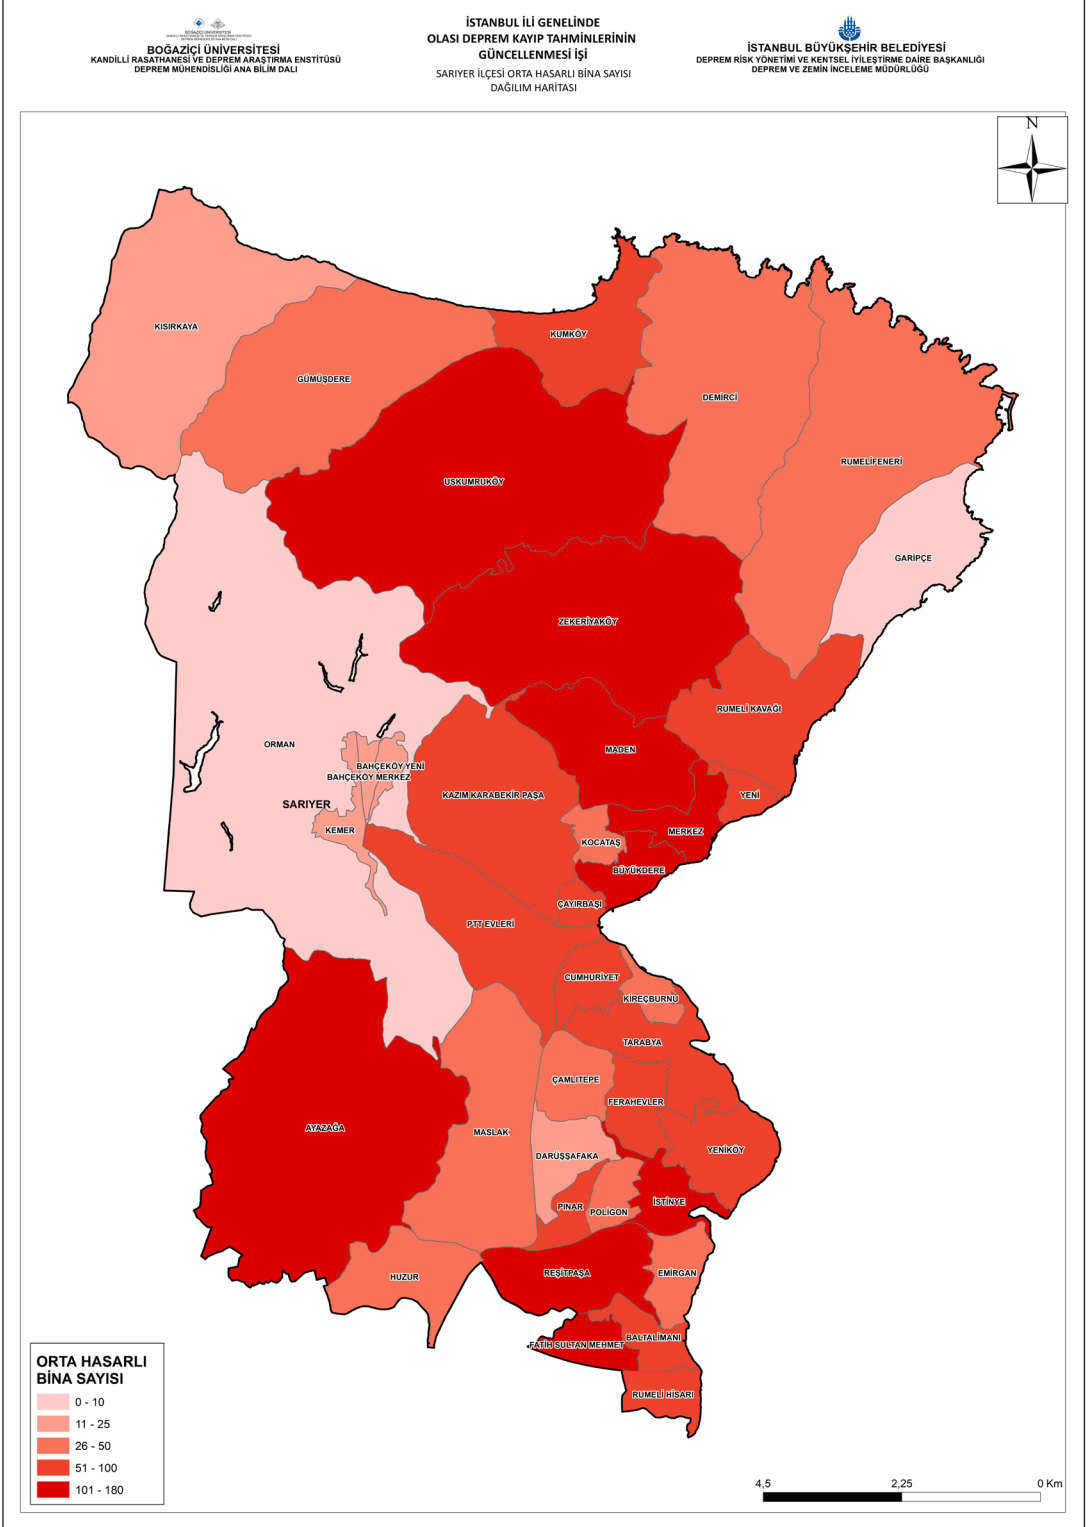 BOĞAZİÇİ ÜNİVERSİTESİ
KANDİLLİ RASATHANESİ VE DEPREM ARAŞTIRMA ENSTİTÜSÜ
DEPREM MÜHENDİSLİĞİ ANA BİLİM DALI
İSTANBUL İLİ GENELİNDE
OLASI DEPREM KAYIP TAHMİNLERİNİN
GÜNCELLENMESİ İŞİ
SARIYER İLÇESİ ORTA HASARLI BİNA SAYISI
DAĞILIM HARİTASI
İSTANBUL BÜYÜKŞEHİR BELEDİYESİ
DEPREM RİSK YÖNETİMİ VE KENTSEL İYİLEŞTİRME DAİRE BAŞKANLIĞI
DEPREM VE ZEMİN İNCELEME MÜDÜRLÜĞÜ
N
KISIRKAYA
KUMKÖY
GÜMÜŞDERE
DEMİRCİ
RUMELİFENERİ
USKUMRUKÖY
GARİPÇE
ZEKERİYAKÖY
RUMELİ KAVAĞI
ORMAN
MADEN
BAHÇEKÖY YENİ
BAHÇEKÖY MERKEZ
KAZIM KARABEKİR PAŞA
YENİ
SARIYER
KEMER
MERKEZ
KOCATAŞ
BÜYÜKDERE
ÇAYIRBAŞI
PTT EVLERİ
CUMHURİYET
KİREÇBURNU
TARABYA
ÇAMLITEPE
FERAHEVLER
AYAZAĞA
MASLAK
DARÜŞŞAFAKA
YENİKÖY
PINAR
POLİGON
İSTİNYE
HUZUR
REŞİTPAŞA
EMİRGAN
FATİH SULTAN MEHMET
BALTALİMANI
RUMELİ HİSARI
ORTA HASARLI
BİNA SAYISI
0 - 10
11 - 25
26 - 50
51 - 100
101 - 180
4,5 2,25 0 Km